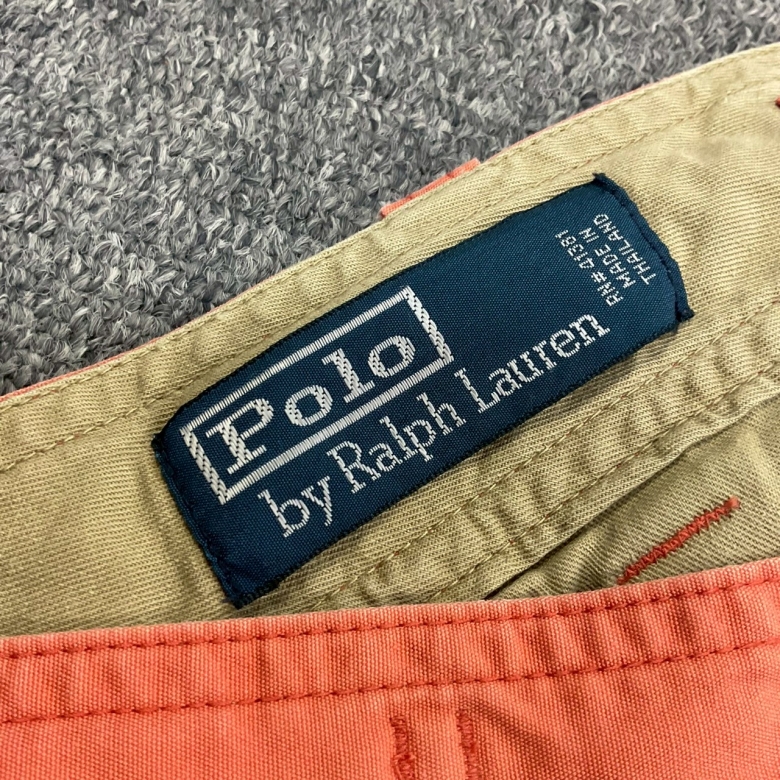 Polo
by Ralph Lauren
RN# 41381
MADE IN
THAILAND